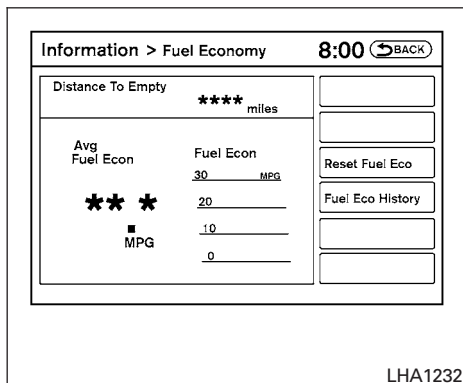 Information > Fuel Economy 8:00 BACK
Distance To Empty
**** miles
Avg
Fuel Econ
** *
.
MPG
Fuel Econ
30 MPG
20
10
0
Reset Fuel Eco
Fuel Eco History
LHA1232